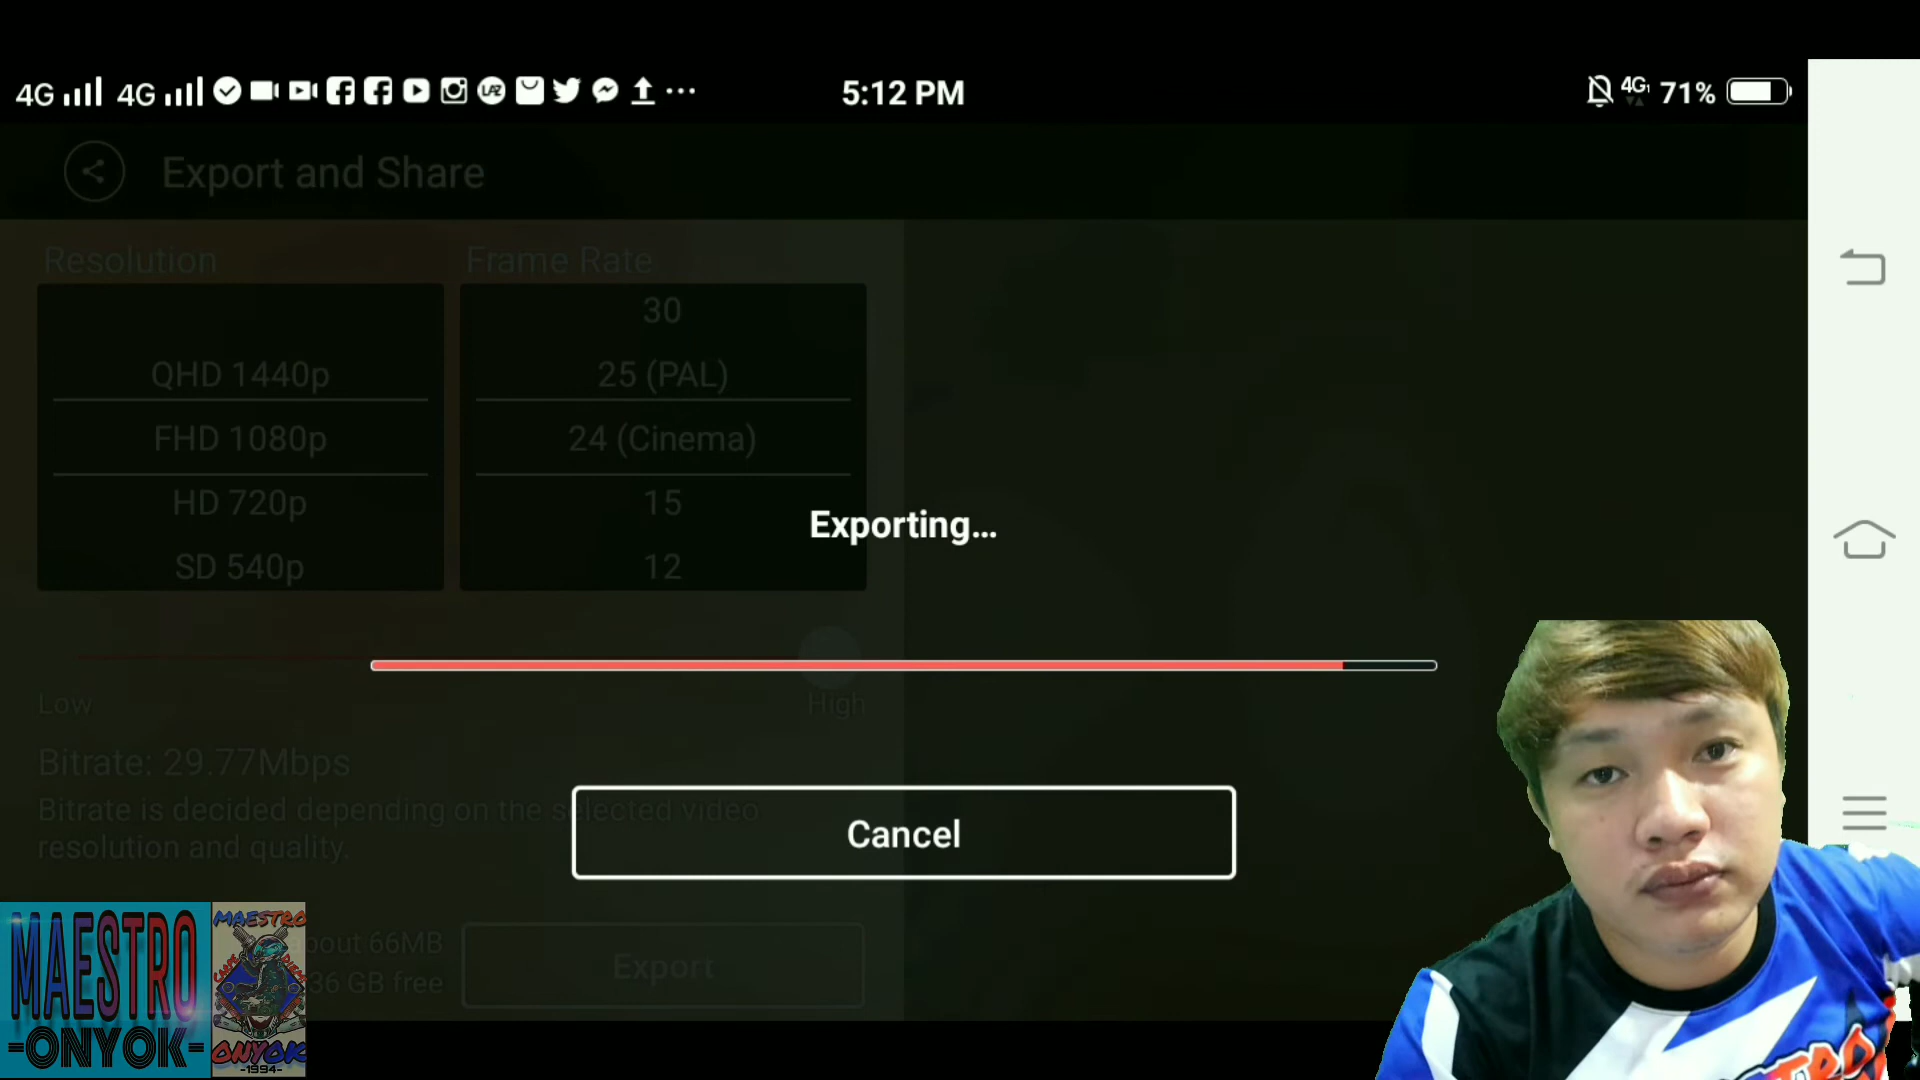 4G 4G 5:12 PM 4G 71%
Export and Share
Resolution
Frame Rate
30
QHD 1440p
25 (PAL)
FHD 1080p
24 (Cinema)
HD 720p
15
SD 540p
12
Exporting...
Low
High
Bitrate: 29.77Mbps
Bitrate is decided depending on the selected video
resolution and quality.
Cancel
about 66MB
36 GB free
Export
MAESTRO
=ONYOK=
MAESTRO
ONYOK
-1994-